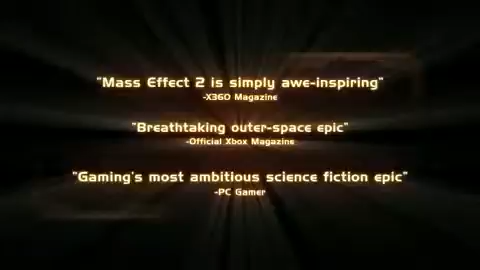 "Mass Effect 2 is simply awe-inspiring"
-X360 Magazine
"Breathtaking outer-space epic"
-Official Xbox Magazine
"Gaming's most ambitious science fiction epic"
-PC Gamer